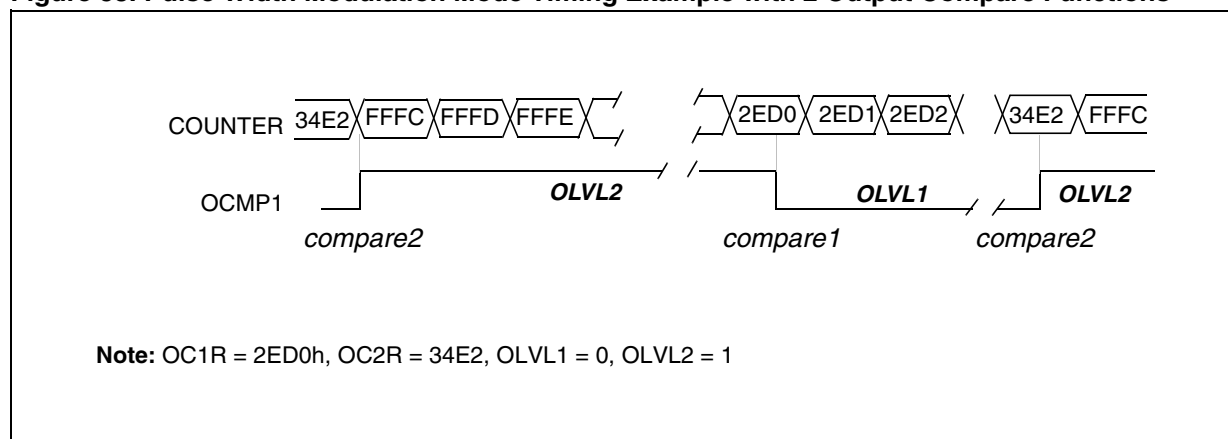 COUNTER 34E2 FFFC FFFD FFFE 2ED0 2ED1 2ED2 34E2 FFFC
OCMP1 OLVL2 OLVL1 OLVL2
compare2 compare1 compare2
Note: OC1R = 2ED0h, OC2R = 34E2, OLVL1 = 0, OLVL2 = 1